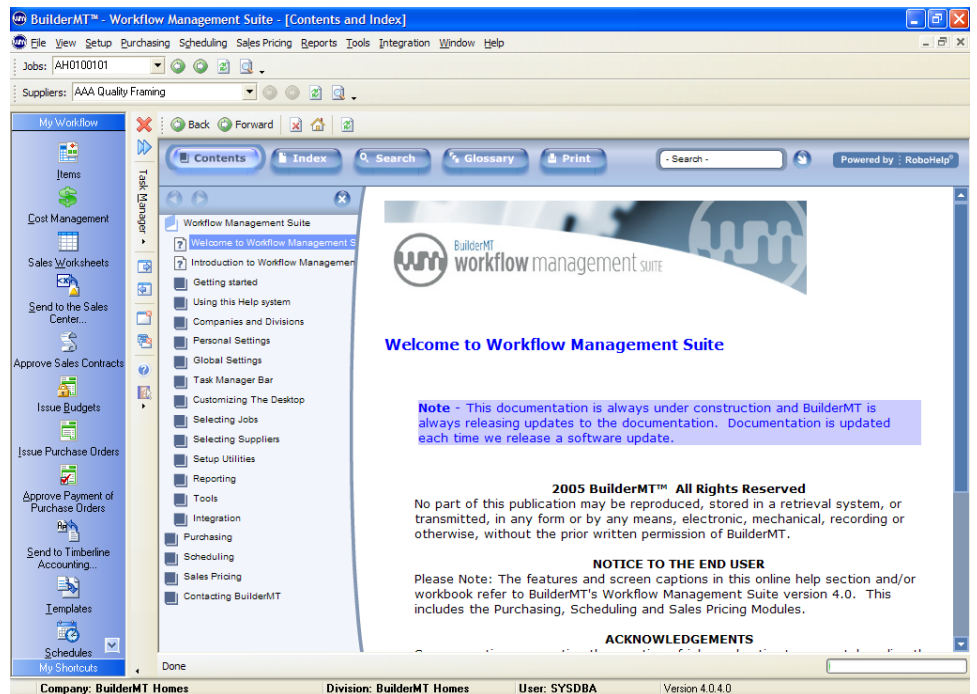 BuilderMT™ - Workflow Management Suite - [Contents and Index]
File View Setup Purchasing Scheduling Sales Pricing Reports Tools Integration Window Help
Jobs: AH0100101
Suppliers: AAA Quality Framing
My Workflow
Items
Cost Management
Sales Worksheets
Send to the Sales
Center...
Approve Sales Contracts
Issue Budgets
Issue Purchase Orders
Approve Payment of
Purchase Orders
Send to Timberline
Accounting...
Templates
Schedules
My Shortcuts
Task Manager
Back Forward
Contents Index Search Glossary Print - Search - Powered by RoboHelp®
Workflow Management Suite
Welcome to Workflow Management S
Introduction to Workflow Managemen
Getting started
Using this Help system
Companies and Divisions
Personal Settings
Global Settings
Task Manager Bar
Customizing The Desktop
Selecting Jobs
Selecting Suppliers
Setup Utilities
Reporting
Tools
Integration
Purchasing
Scheduling
Sales Pricing
Contacting BuilderMT
BuilderMT
workflow management SUITE
Welcome to Workflow Management Suite
Note - This documentation is always under construction and BuilderMT is
always releasing updates to the documentation. Documentation is updated
each time we release a software update.
2005 BuilderMT™ All Rights Reserved
No part of this publication may be reproduced, stored in a retrieval system, or
transmitted, in any form or by any means, electronic, mechanical, recording or
otherwise, without the prior written permission of BuilderMT.
NOTICE TO THE END USER
Please Note: The features and screen captions in this online help section and/or
workbook refer to BuilderMT's Workflow Management Suite version 4.0. This
includes the Purchasing, Scheduling and Sales Pricing Modules.
ACKNOWLEDGEMENTS
Done
Company: BuilderMT Homes Division: BuilderMT Homes User: SYSDBA Version 4.0.4.0